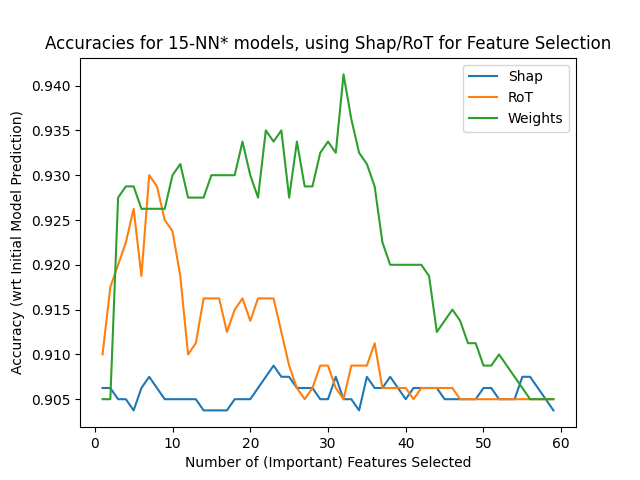 Accuracies for 15-NN* models, using Shap/RoT for Feature Selection
Shap
RoT
Weights
Accuracy (wrt Initial Model Prediction)
0.940
0.935
0.930
0.925
0.920
0.915
0.910
0.905
0 10 20 30 40 50 60
Number of (Important) Features Selected